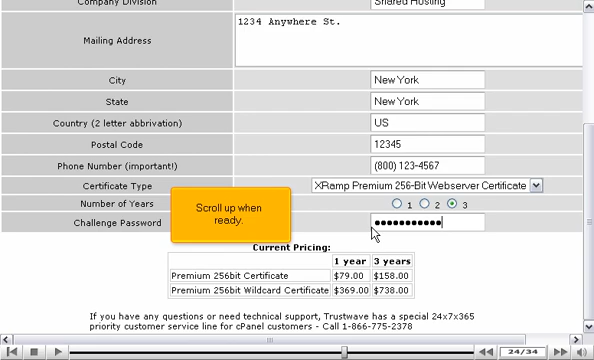 Company Division Shared Hosting
Mailing Address 1234 Anywhere St.
City New York
State New York
Country (2 letter abbrivation) US
Postal Code 12345
Phone Number (important!) (800) 123-4567
Certificate Type XRamp Premium 256-Bit Webserver Certificate
Number of Years 1 2 3
Challenge Password
Scroll up when
ready.
Current Pricing:
1 year 3 years
Premium 256bit Certificate $79.00 $158.00
Premium 256bit Wildcard Certificate $369.00 $738.00
If you have any questions or need technical support, Trustwave has a special 24x7x365
priority customer service line for cPanel customers - Call 1-866-775-2378
24/34